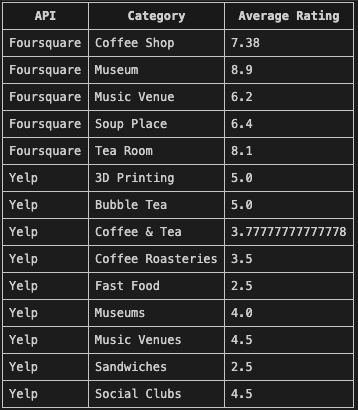 API Category Average Rating
Foursquare Coffee Shop 7.38
Foursquare Museum 8.9
Foursquare Music Venue 6.2
Foursquare Soup Place 6.4
Foursquare Tea Room 8.1
Yelp 3D Printing 5.0
Yelp Bubble Tea 5.0
Yelp Coffee & Tea 3.77777777777778
Yelp Coffee Roasteries 3.5
Yelp Fast Food 2.5
Yelp Museums 4.0
Yelp Music Venues 4.5
Yelp Sandwiches 2.5
Yelp Social Clubs 4.5